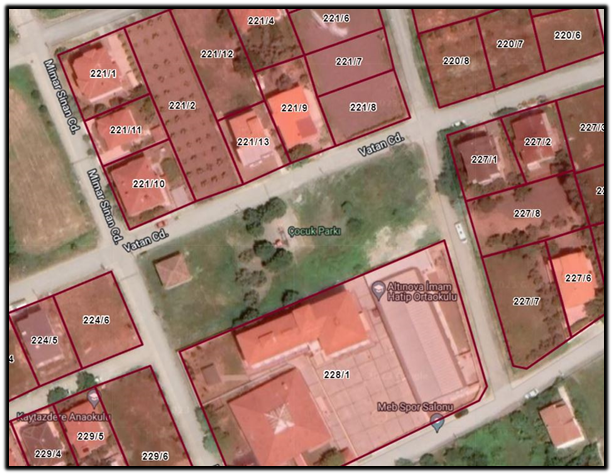 221/4
221/6
220/6
220/7
220/8
221/12
221/7
221/1
221/2
221/9
221/8
Mimar Sinan Cd.
221/11
221/13
Vatan Cd.
227/1
227/2
221/10
Mimar Sinan Cd.
227/8
Çocuk Parkı
Vatan Cd.
Altınova İmam
Hatip Ortaokulu
227/6
227/7
224/6
224/5
228/1
Meb Spor Salonu
Kaytazdere Anaokulu
229/5
229/4
229/6